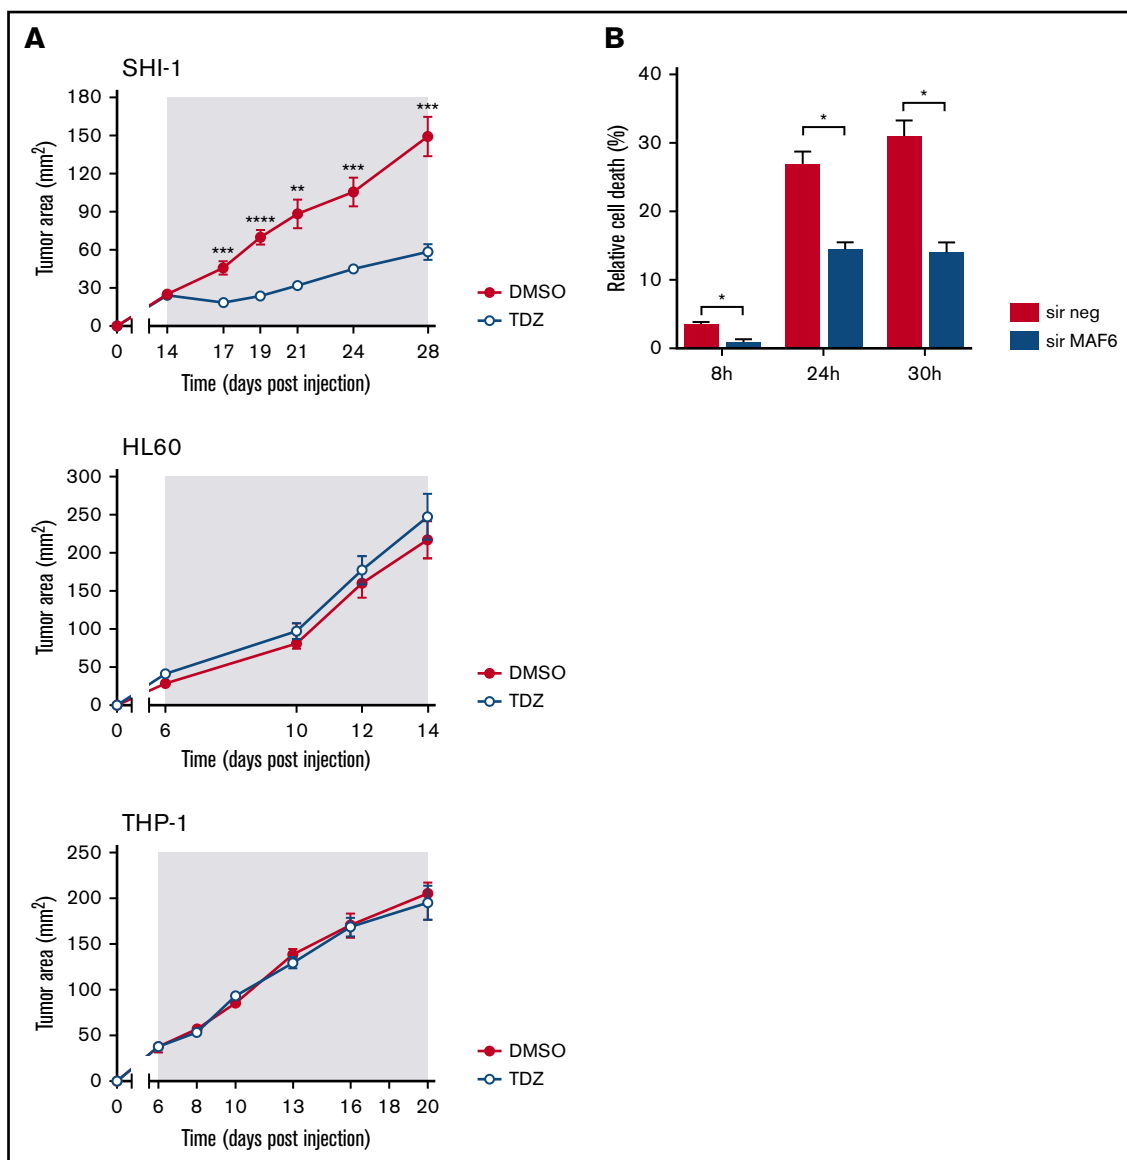 A
SHI-1
180
150
120
90
60
30
0
Tumor area (mm²)
***
****
**
***
***
0 14 17 19 21 24 28
Time (days post injection)
DMSO
TDZ
HL60
300
250
200
150
100
50
0
Tumor area (mm²)
0 6 10 12 14
Time (days post injection)
DMSO
TDZ
THP-1
250
200
150
100
50
0
Tumor area (mm²)
0 6 8 10 13 16 18 20
Time (days post injection)
DMSO
TDZ
B
40
30
20
10
0
Relative cell death (%)
*
*
*
8h 24h 30h
sir neg
sir MAF6